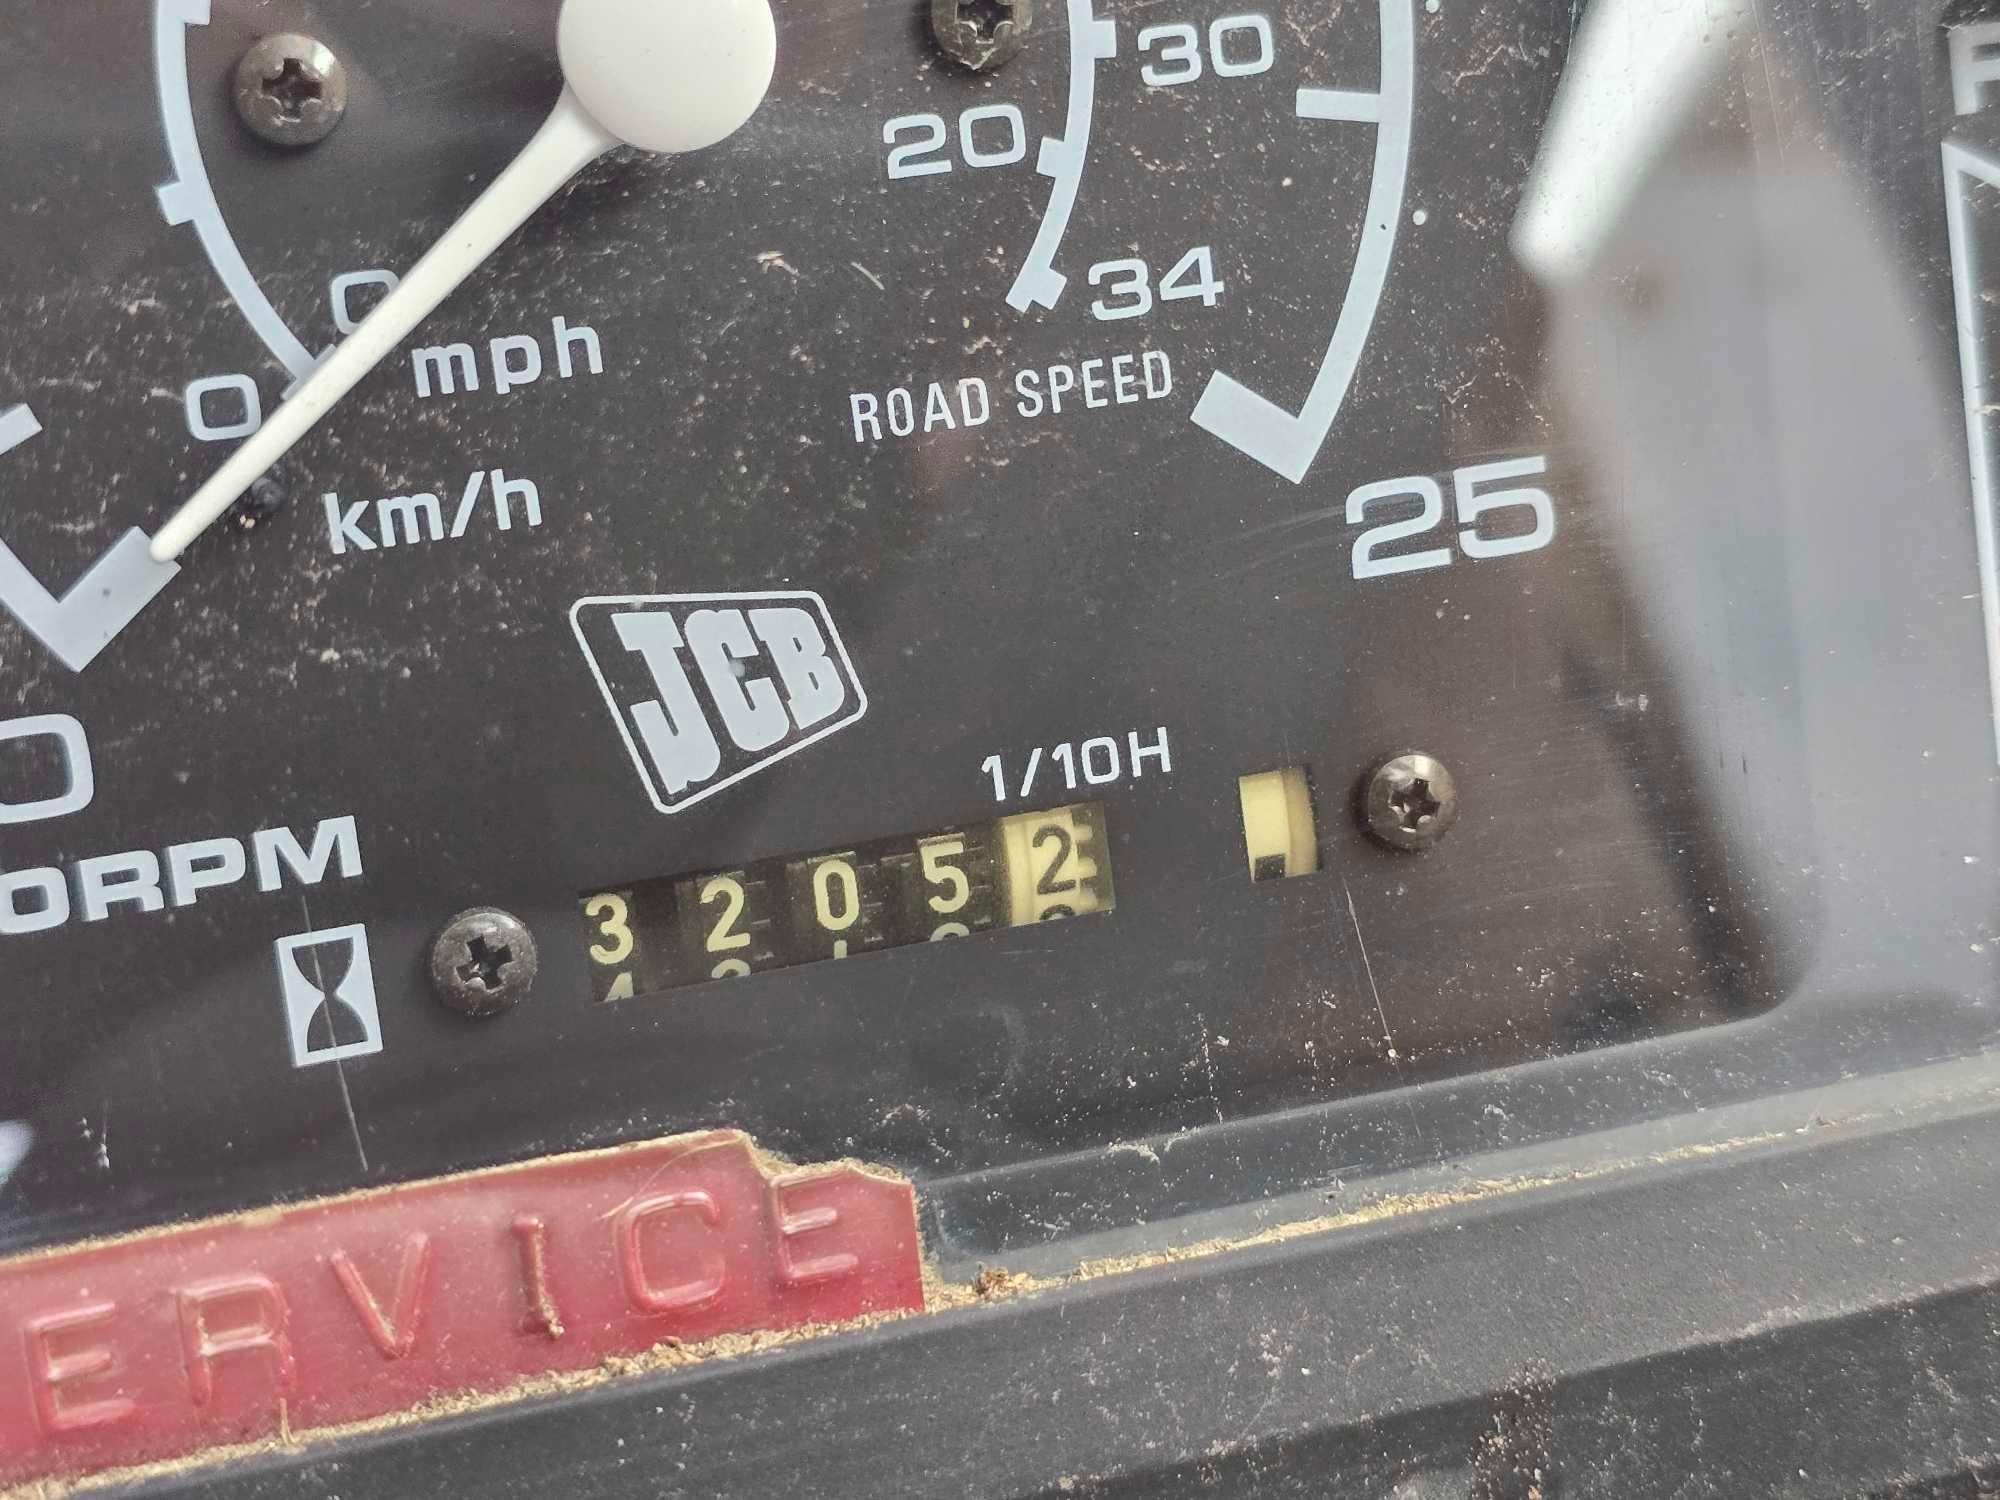 30
20
34
0
mph
ROAD SPEED
0
km/h
25
JCB
1/10H
0RPM
3 2 0 5 2
ERVICE